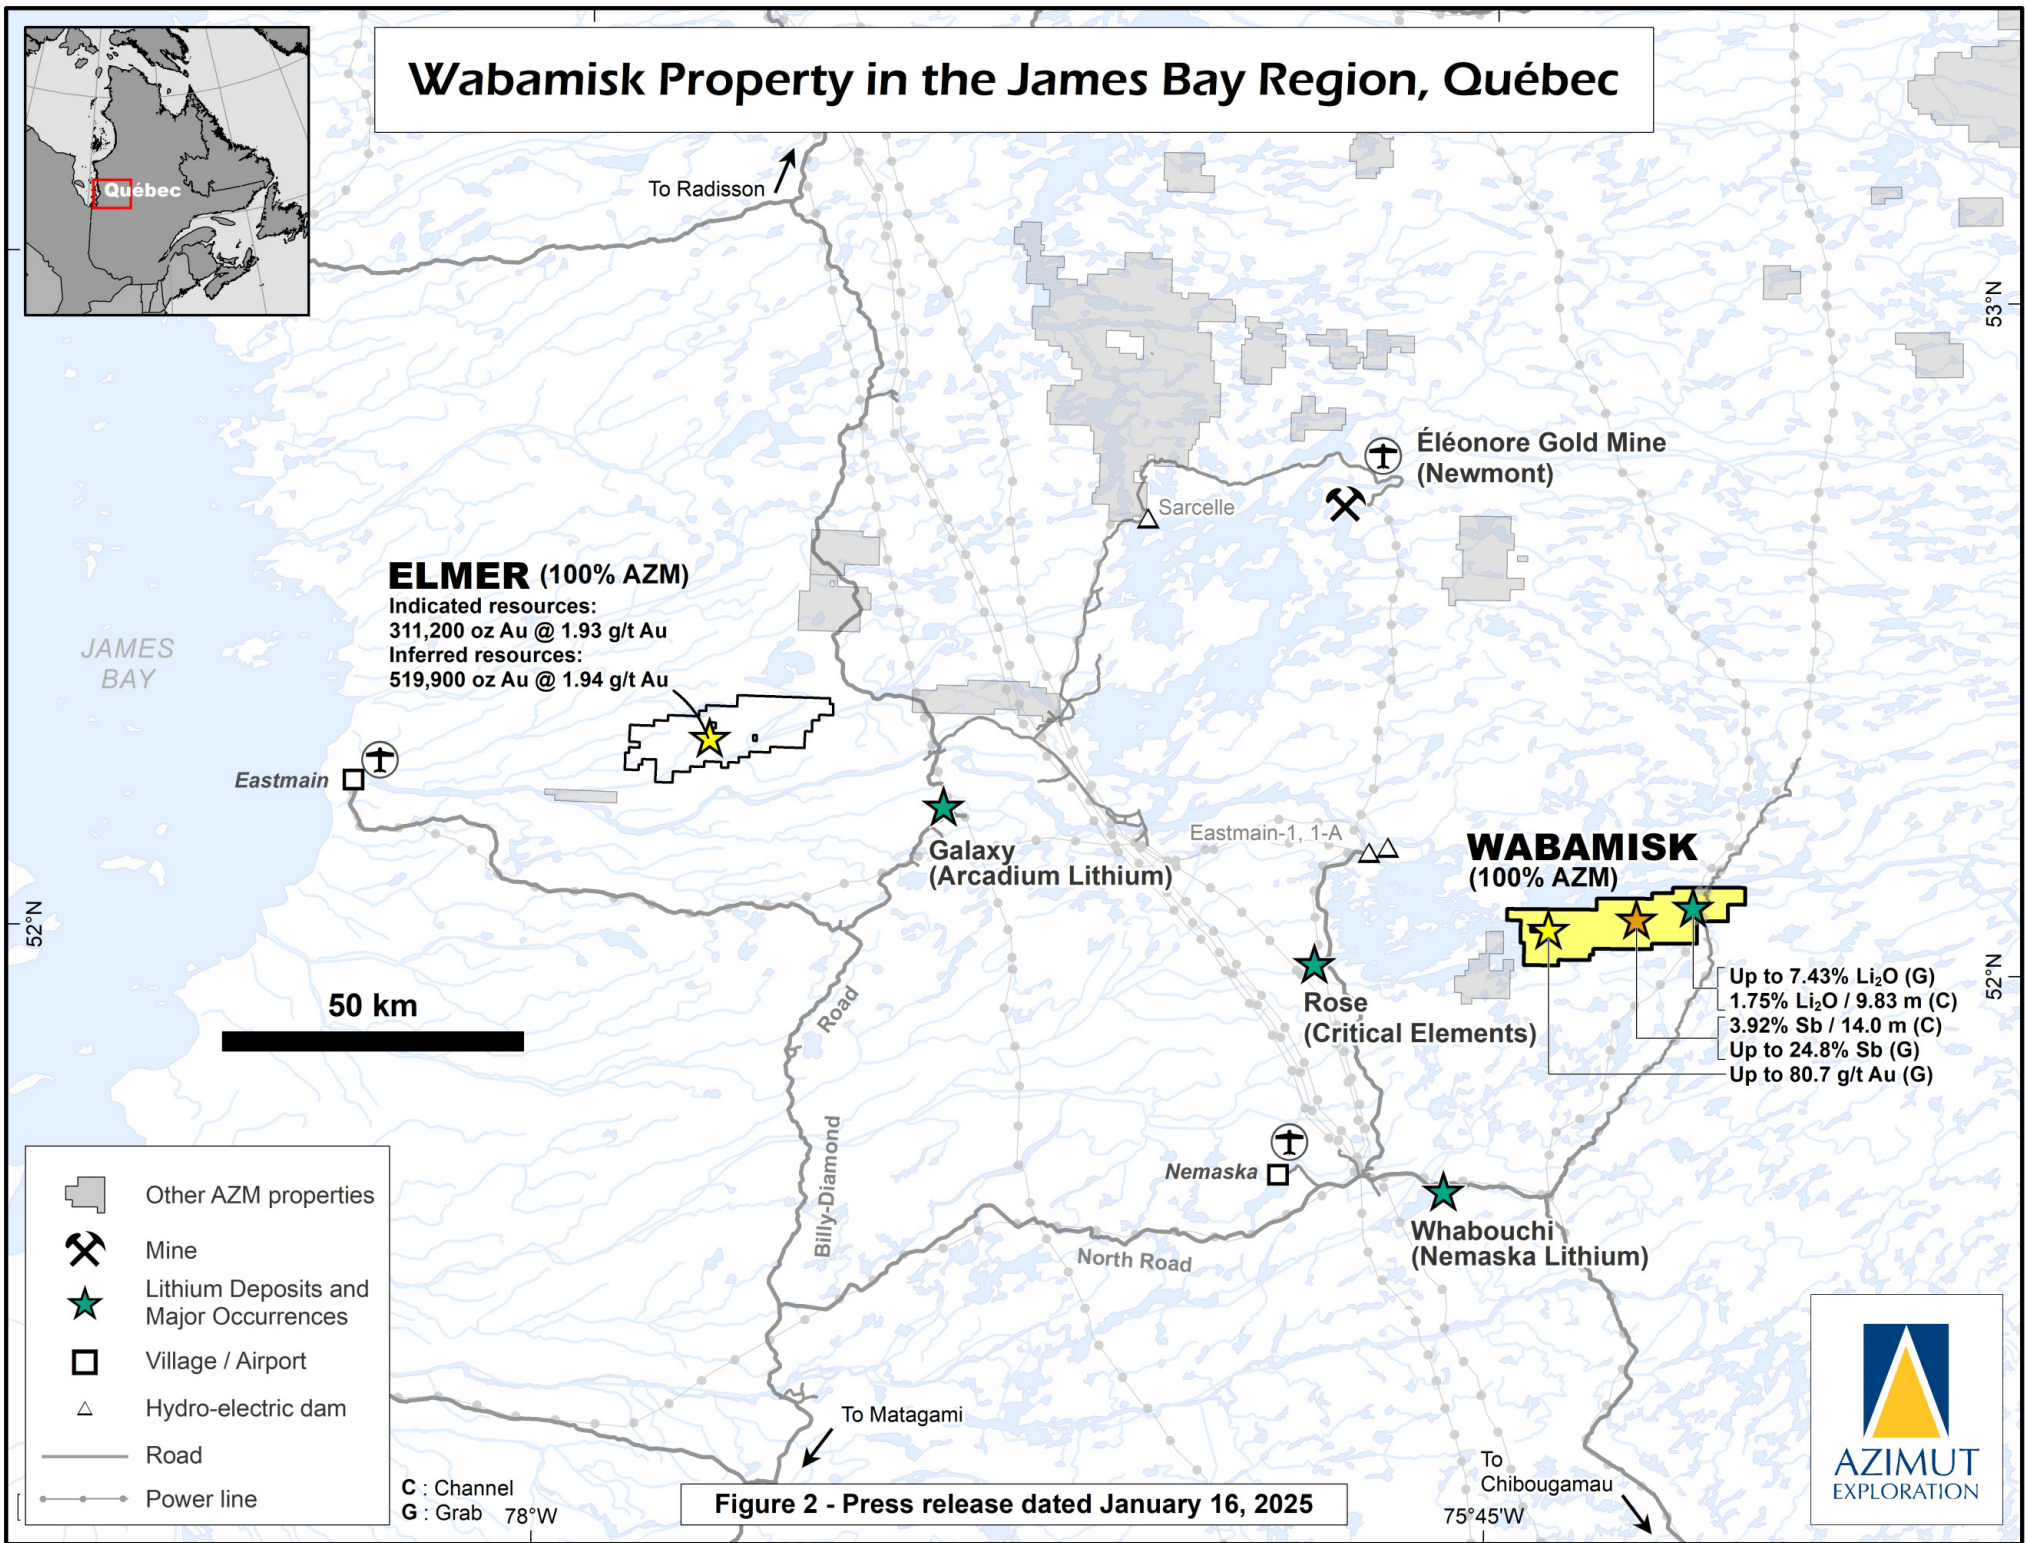 Wabamisk Property in the James Bay Region, Québec
Québec
To Radisson
53°N
Éléonore Gold Mine
(Newmont)
Sarcelle
ELMER (100% AZM)
Indicated resources:
311,200 oz Au @ 1.93 g/t Au
Inferred resources:
519,900 oz Au @ 1.94 g/t Au
JAMES
BAY
Eastmain
Galaxy
(Arcadium Lithium)
Eastmain-1, 1-A
WABAMISK
(100% AZM)
52°N
52°N
Up to 7.43% Li₂O (G)
1.75% Li₂O / 9.83 m (C)
3.92% Sb / 14.0 m (C)
Up to 24.8% Sb (G)
Up to 80.7 g/t Au (G)
Rose
(Critical Elements)
50 km
Road
Billy-Diamond
Nemaska
Whabouchi
(Nemaska Lithium)
North Road
Other AZM properties
Mine
Lithium Deposits and
Major Occurrences
Village / Airport
Hydro-electric dam
Road
Power line
C : Channel
G : Grab
78°W
To Matagami
Figure 2 - Press release dated January 16, 2025
To
Chibougamau
75°45'W
AZIMUT
EXPLORATION